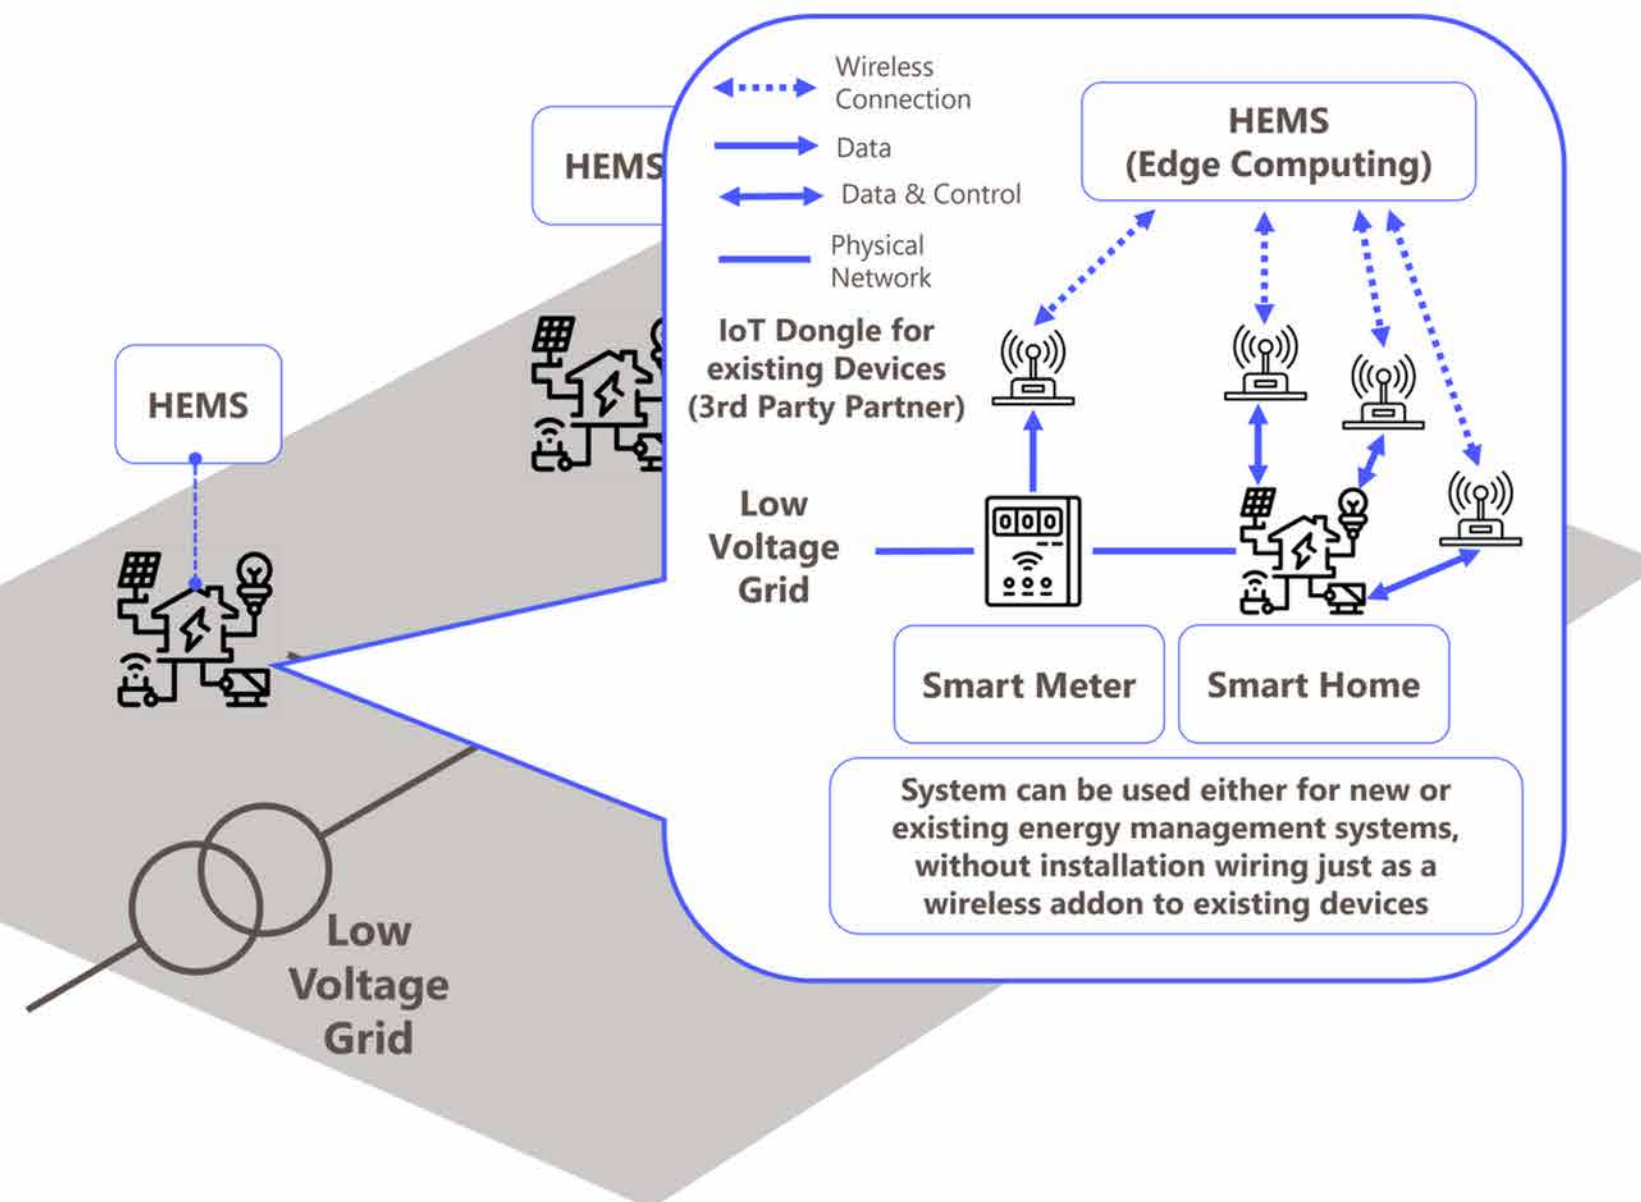 HEMS
HEMS
Low
Voltage
Grid
Wireless
Connection
Data
Data & Control
Physical
Network
HEMS
(Edge Computing)
IoT Dongle for
existing Devices
(3rd Party Partner)
Low
Voltage
Grid
000
Smart Meter
Smart Home
System can be used either for new or
existing energy management systems,
without installation wiring just as a
wireless addon to existing devices